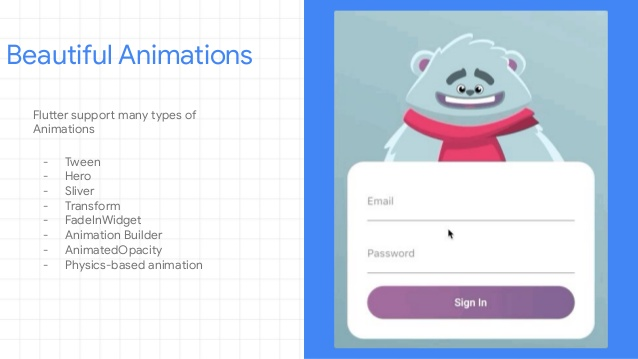 Beautiful Animations
Flutter support many types of
Animations
- Tween
- Hero
- Sliver
- Transform
- FadeInWidget
- Animation Builder
- AnimatedOpacity
- Physics-based animation
Email
Password
Sign In